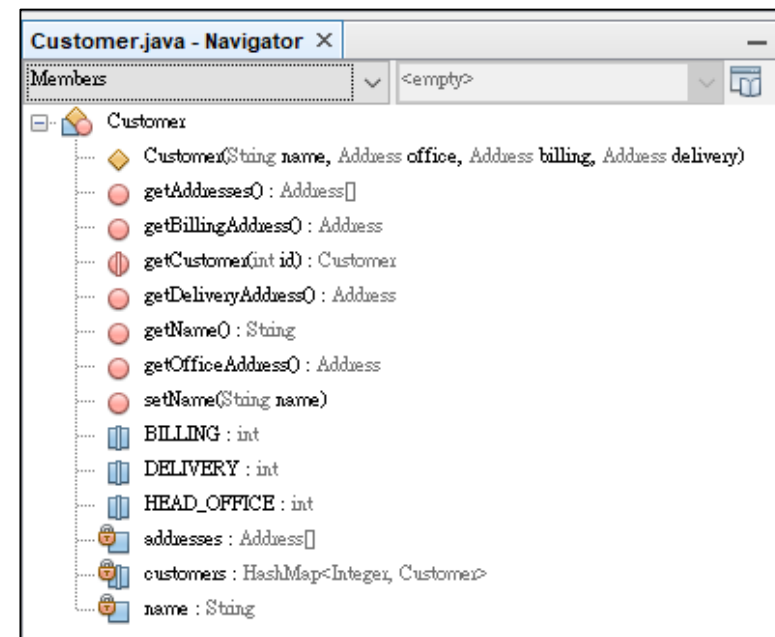 Customer.java - Navigator ×
Members <empty>
Customer
Customer(String name, Address office, Address billing, Address delivery)
getAddresses() : Address[]
getBillingAddress() : Address
getCustomer(int id) : Customer
getDeliveryAddress() : Address
getName() : String
getOfficeAddress() : Address
setName(String name)
BILLING : int
DELIVERY : int
HEAD_OFFICE : int
addresses : Address[]
customers : HashMap<Integer, Customer>
name : String